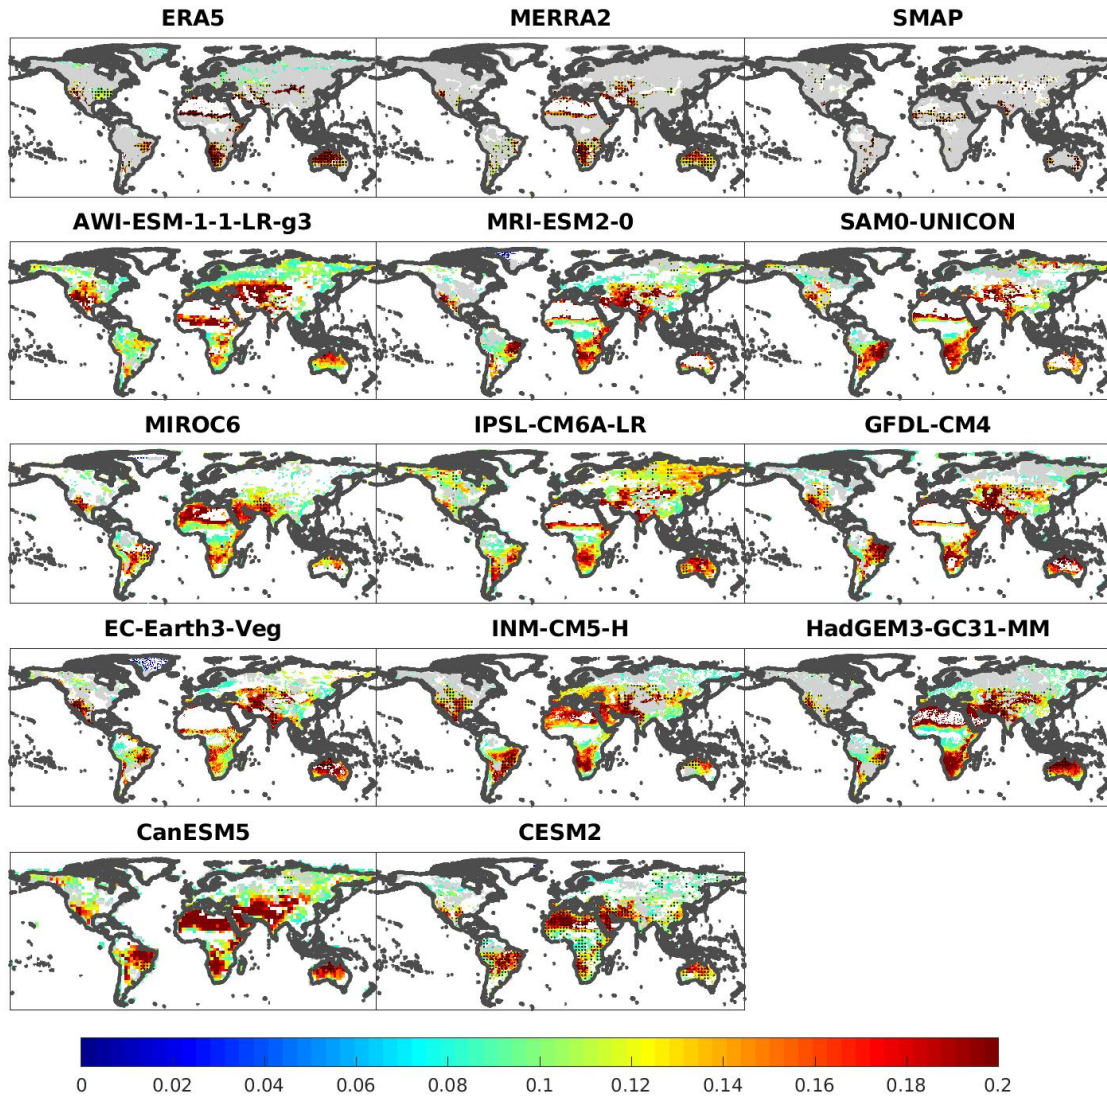 ERA5 MERRA2 SMAP
AWI-ESM-1-1-LR-g3 MRI-ESM2-0 SAM0-UNICON
MIROC6 IPSL-CM6A-LR GFDL-CM4
EC-Earth3-Veg INM-CM5-H HadGEM3-GC31-MM
CanESM5 CESM2
0 0.02 0.04 0.06 0.08 0.1 0.12 0.14 0.16 0.18 0.2